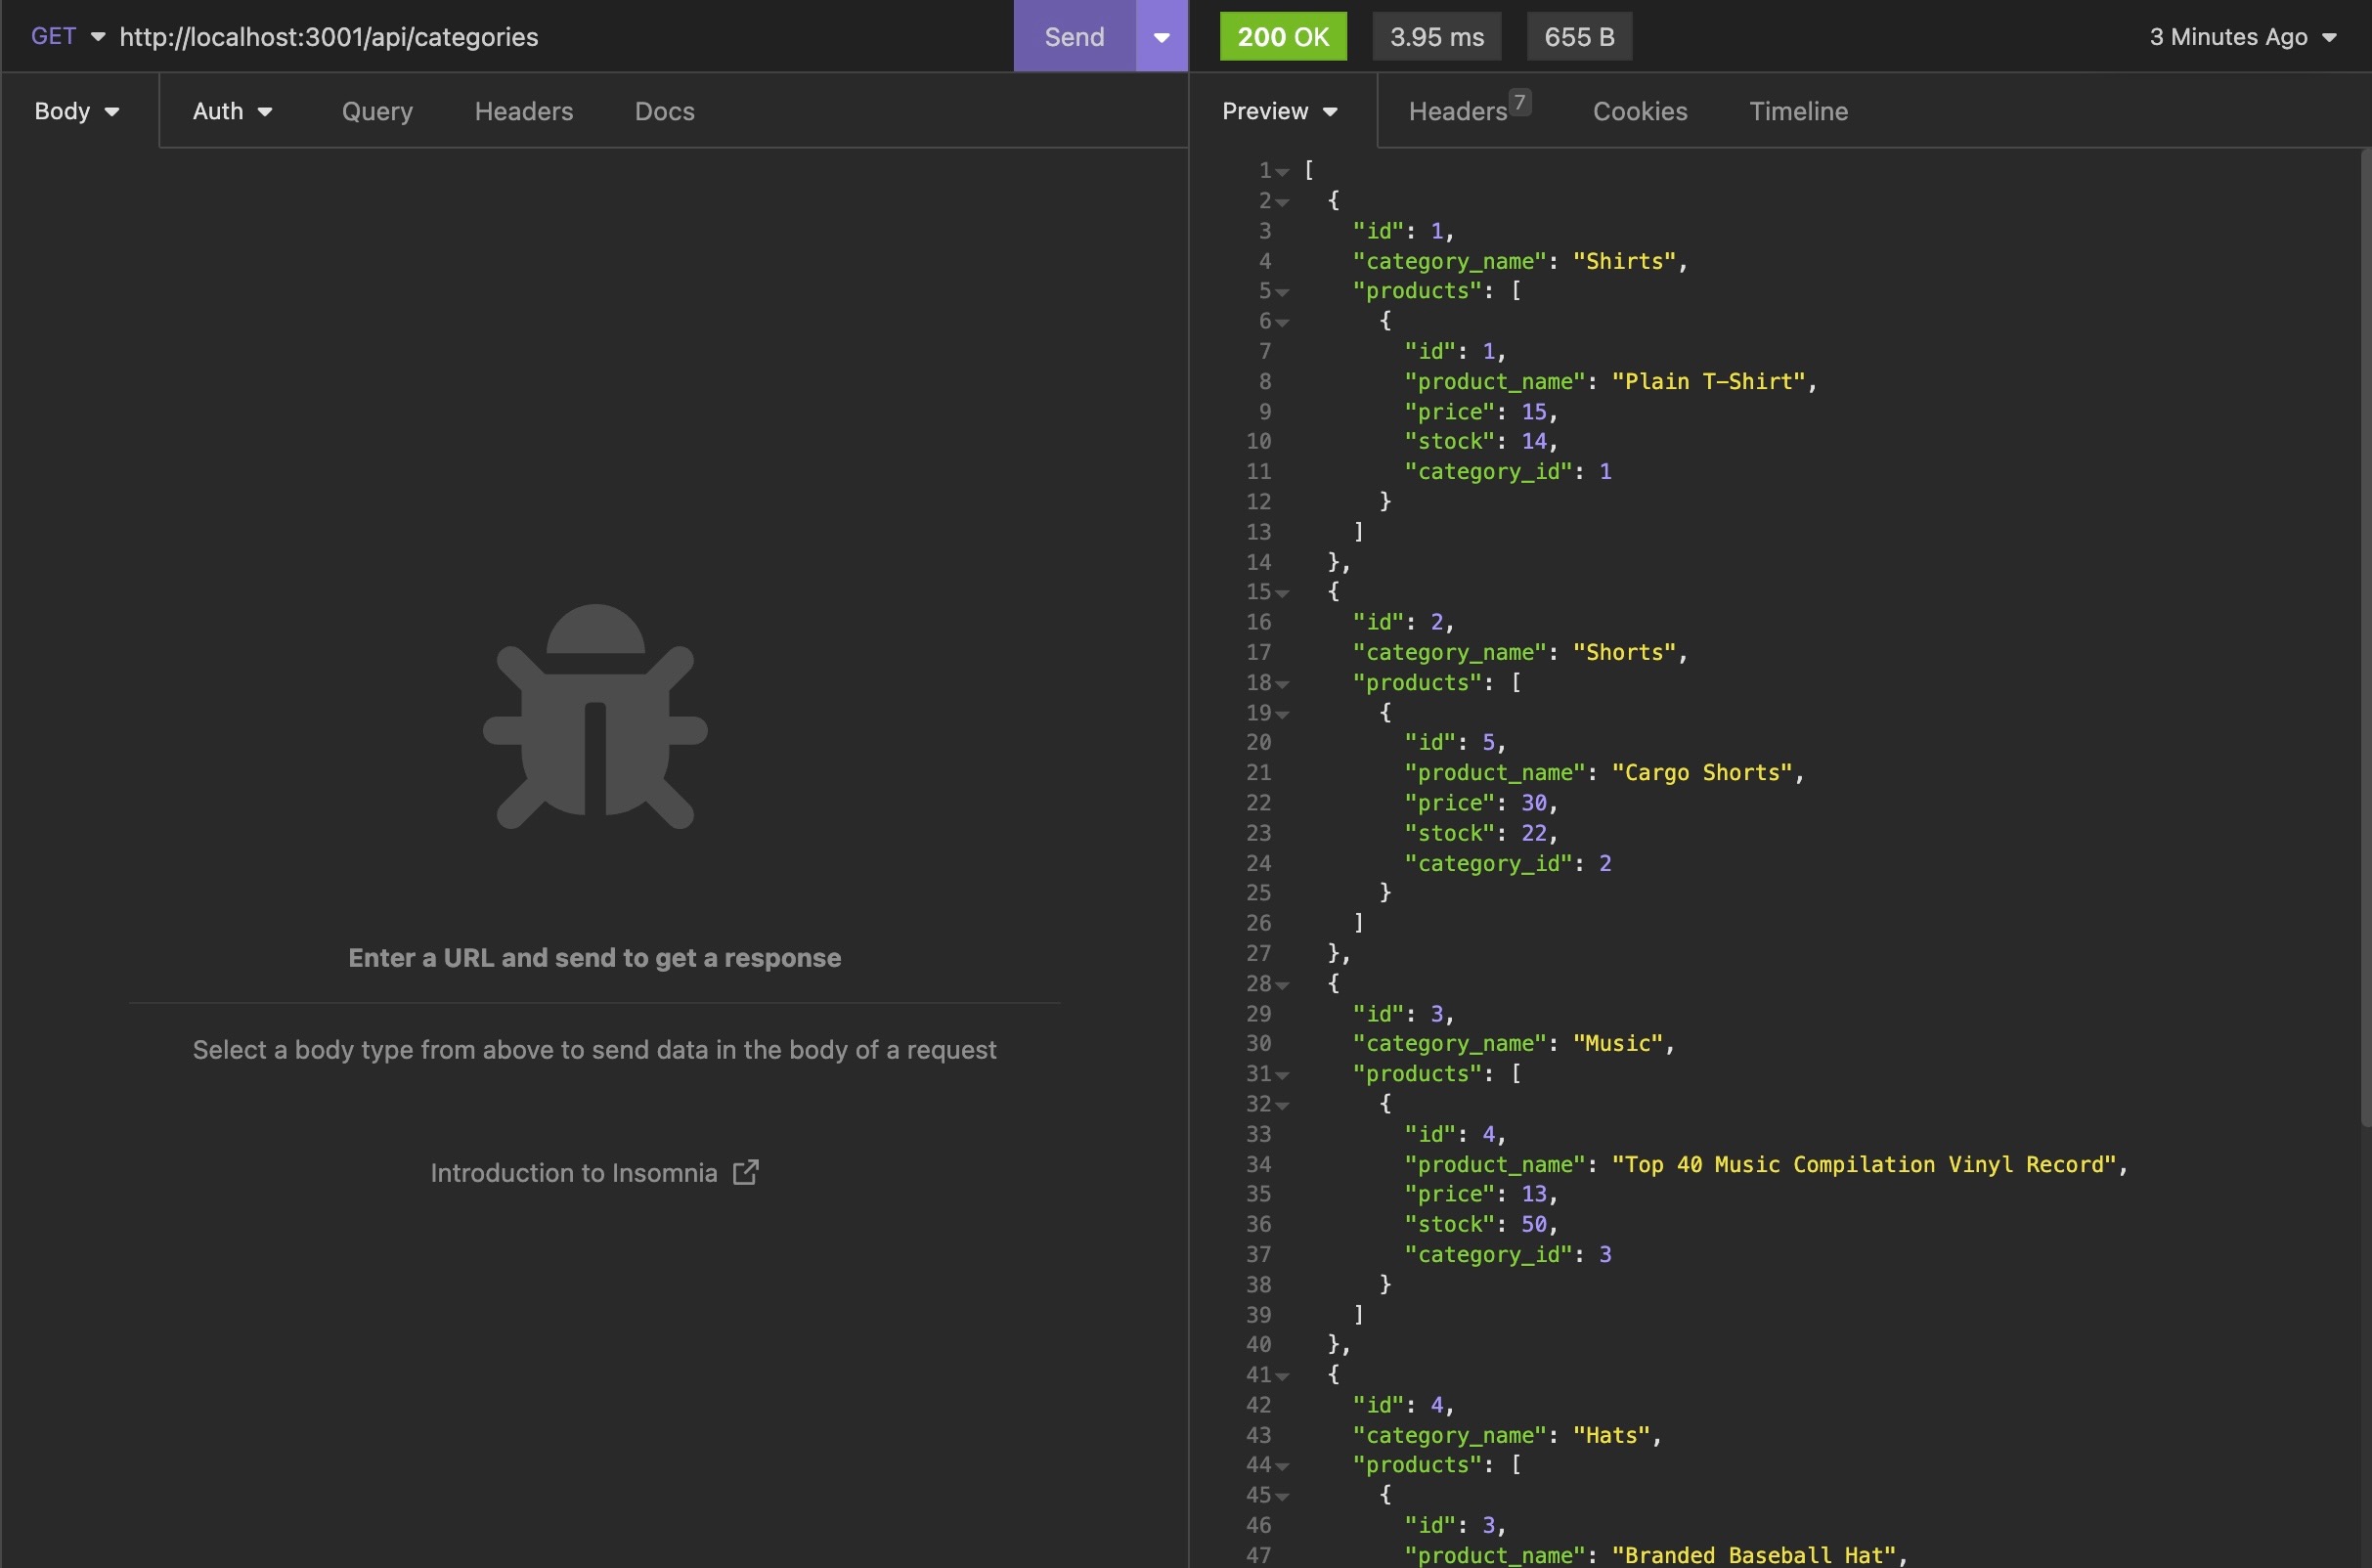 GET http://localhost:3001/api/categories Send 200 OK 3.95 ms 655 B 3 Minutes Ago
Body Auth Query Headers Docs
Preview Headers 7 Cookies Timeline
Enter a URL and send to get a response
Select a body type from above to send data in the body of a request
Introduction to Insomnia
1 [
2 {
3 "id": 1,
4 "category_name": "Shirts",
5 "products": [
6 {
7 "id": 1,
8 "product_name": "Plain T-Shirt",
9 "price": 15,
10 "stock": 14,
11 "category_id": 1
12 }
13 ]
14 },
15 {
16 "id": 2,
17 "category_name": "Shorts",
18 "products": [
19 {
20 "id": 5,
21 "product_name": "Cargo Shorts",
22 "price": 30,
23 "stock": 22,
24 "category_id": 2
25 }
26 ]
27 },
28 {
29 "id": 3,
30 "category_name": "Music",
31 "products": [
32 {
33 "id": 4,
34 "product_name": "Top 40 Music Compilation Vinyl Record",
35 "price": 13,
36 "stock": 50,
37 "category_id": 3
38 }
39 ]
40 },
41 {
42 "id": 4,
43 "category_name": "Hats",
44 "products": [
45 {
46 "id": 3,
47 "product_name": "Branded Baseball Hat",